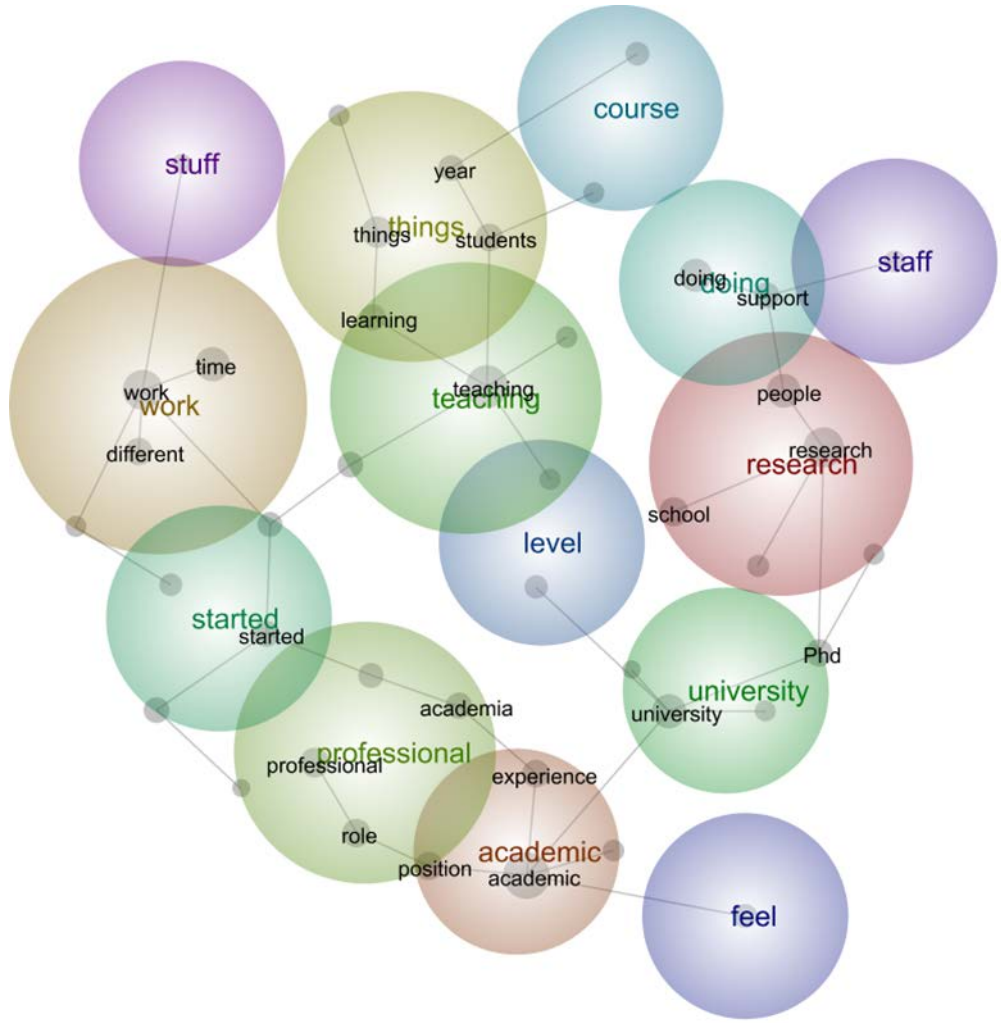 course
stuff
year
things
things
students
staff
doing
doing
support
learning
time
work
work
teaching
teaching
people
different
research
research
school
level
started
started
Phd
university
university
academia
professional
professional
experience
role
academic
position
academic
feel